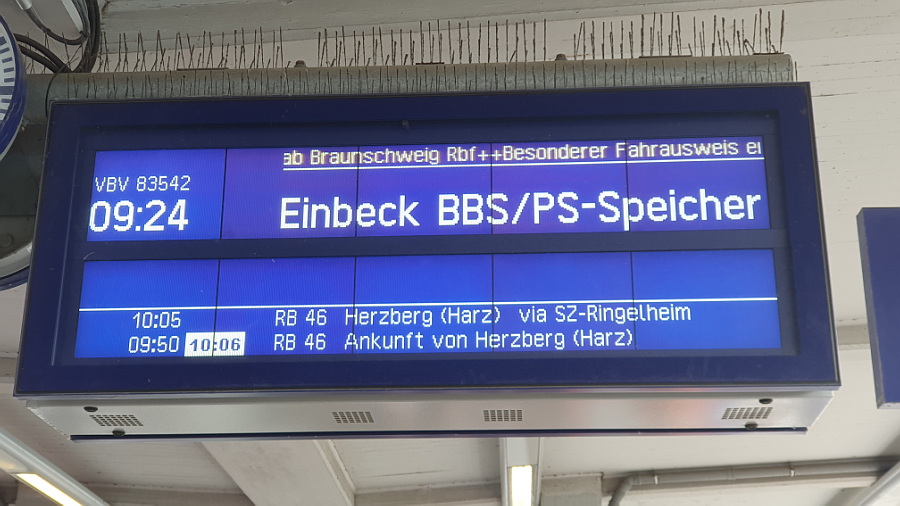 ab Braunschweig Rbf++Besonderer Fahrausweis
VBV 83542
09:24 Einbeck BBS/PS-Speicher
10:05 RB 46 Herzberg (Harz) via SZ-Ringelheim
09:50 10:06 RB 46 Ankunft von Herzberg (Harz)